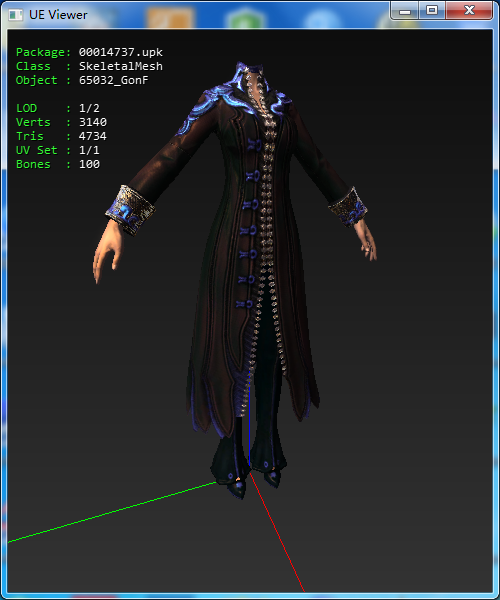 UE Viewer
Package: 00014737.upk
Class  : SkeletalMesh
Object : 65032_GonF
LOD    : 1/2
Verts  : 3140
Tris   : 4734
UV Set : 1/1
Bones  : 100